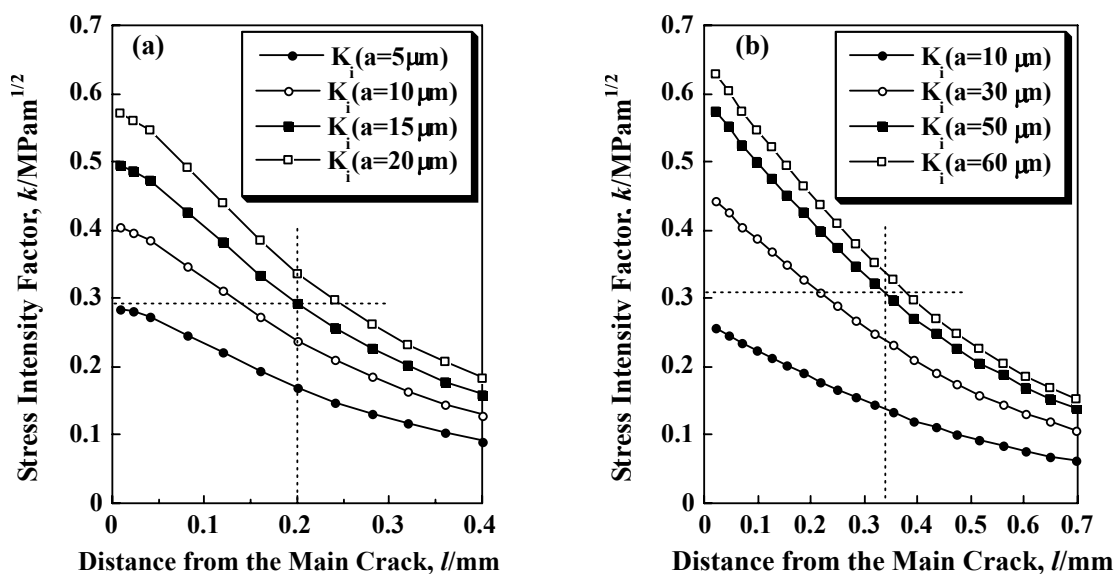 (a)
K_i(a=5μm)
K_i(a=10μm)
K_i(a=15μm)
K_i(a=20μm)
Stress Intensity Factor, k/MPam^1/2
0.7
0.6
0.5
0.4
0.3
0.2
0.1
0
0 0.1 0.2 0.3 0.4
Distance from the Main Crack, l/mm
(b)
K_i(a=10 μm)
K_i(a=30 μm)
K_i(a=50 μm)
K_i(a=60 μm)
Stress Intensity Factor. k/MPam^1/2
0.7
0.6
0.5
0.4
0.3
0.2
0.1
0
0 0.1 0.2 0.3 0.4 0.5 0.6 0.7
Distance from the Main Crack, l/mm